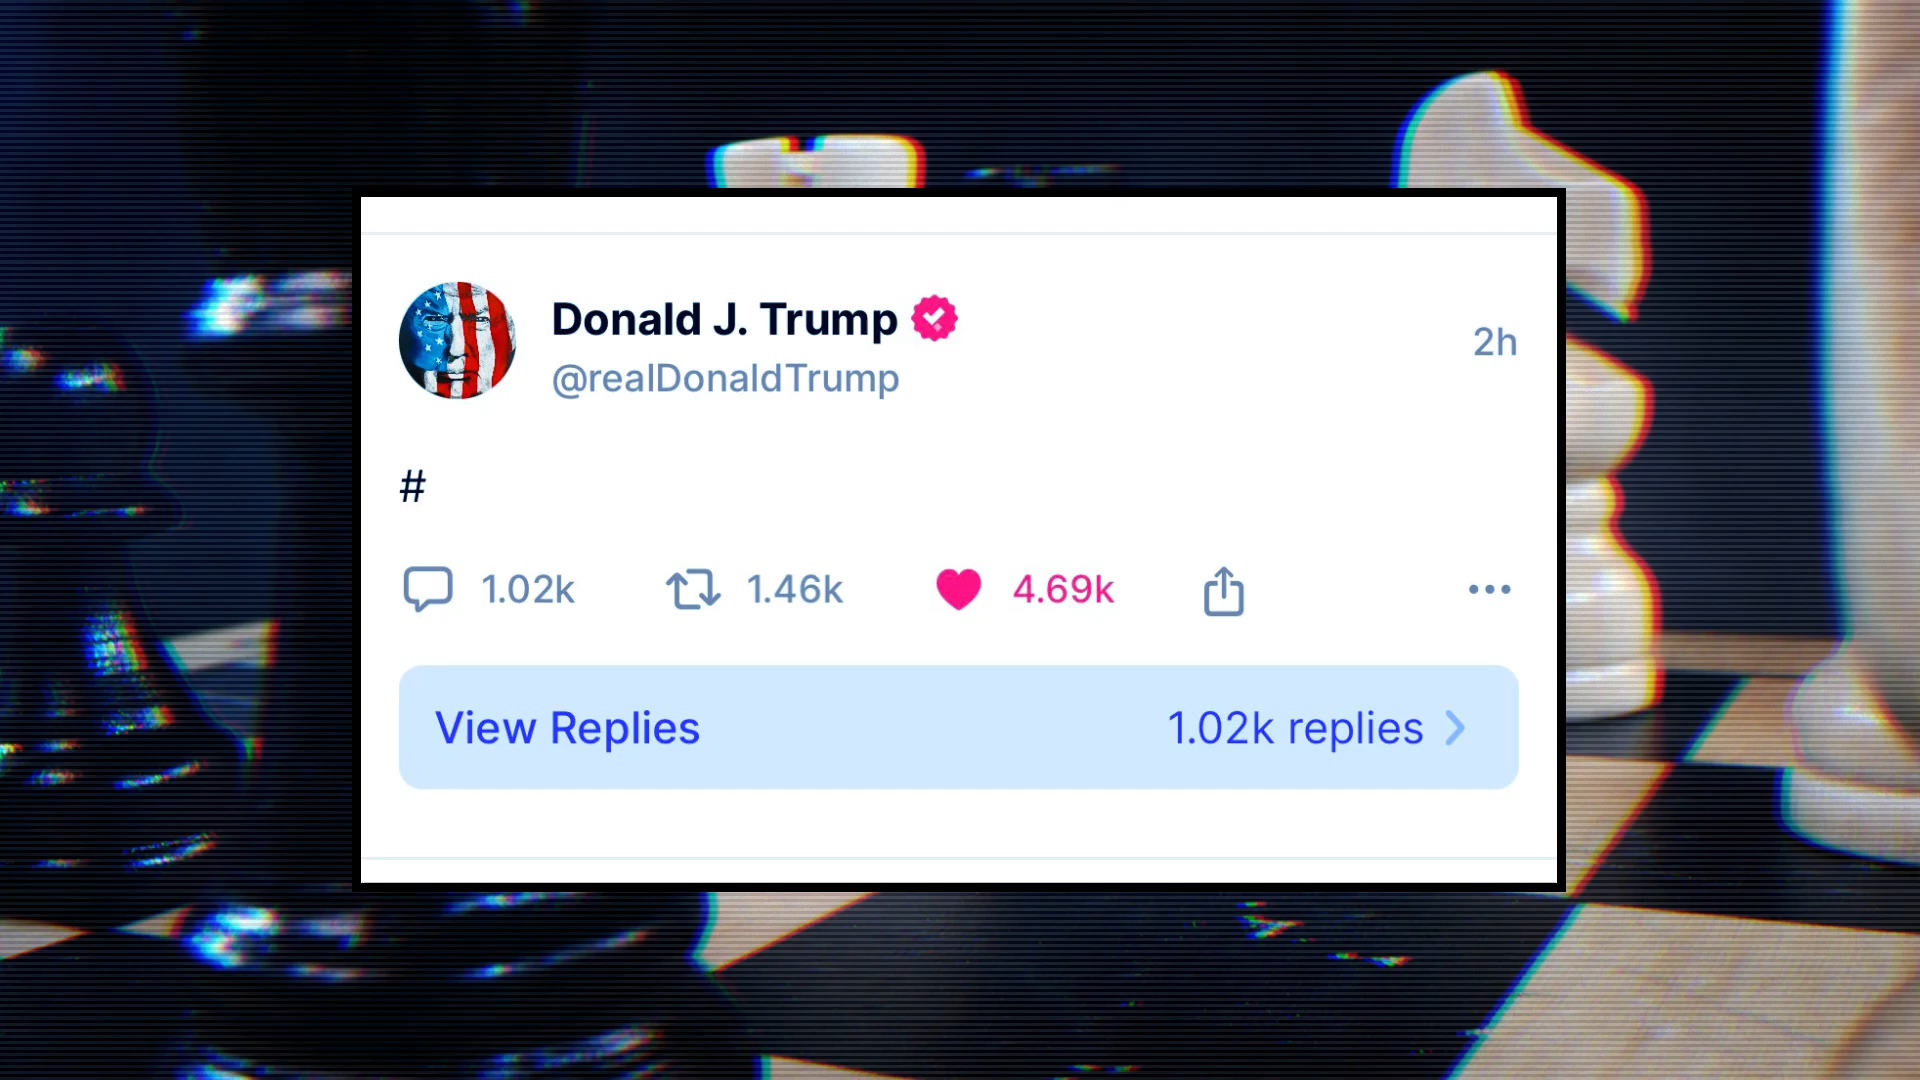 Donald J. Trump
2h
@realDonaldTrump
#
1.02k 1.46k 4.69k
View Replies 1.02k replies